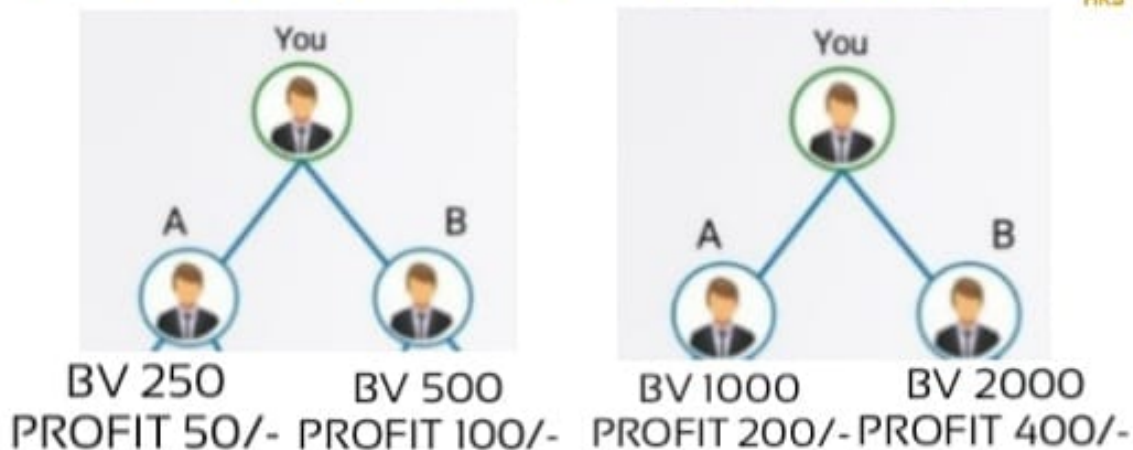 You
You
A
B
A
B
BV 250
BV 500
BV 1000
BV 2000
PROFIT 50/-
PROFIT 100/-
PROFIT 200/-
PROFIT 400/-